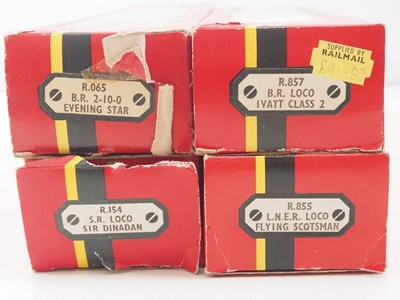 R.065
B.R. 2-10-0
EVENING STAR
R.857
B.R. LOCO
IVATT CLASS 2
SUPPLIED BY
RAILMAIL
R.154
S.R. LOCO
SIR DINADAN
R.855
L.N.E.R. LOCO
FLYING SCOTSMAN